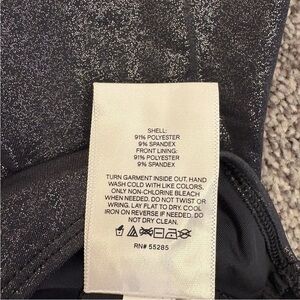 SHELL:
91% POLYESTER
9% SPANDEX
FRONT LINING:
91% POLYESTER
9% SPANDEX
TURN GARMENT INSIDE OUT, HAND
WASH COLD WITH LIKE COLORS,
ONLY NON-CHLORINE BLEACH
WHEN NEEDED. DO NOT TWIST OR
WRING. LAY FLAT TO DRY. COOL
IRON ON REVERSE IF NEEDED. DO
NOT DRY CLEAN.
RN# 55285